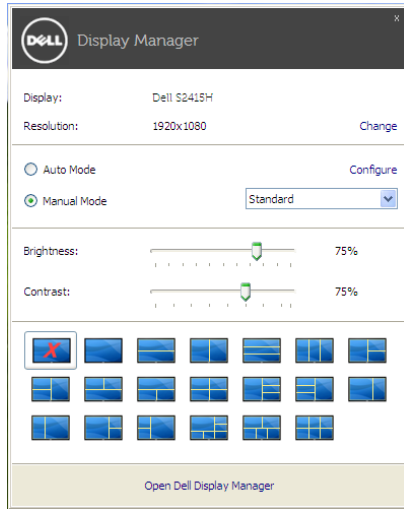 x
DELL Display Manager
Display: Dell S2415H
Resolution: 1920x1080 Change
Auto Mode Configure
Manual Mode Standard
Brightness: 75%
Contrast: 75%
X
Open Dell Display Manager